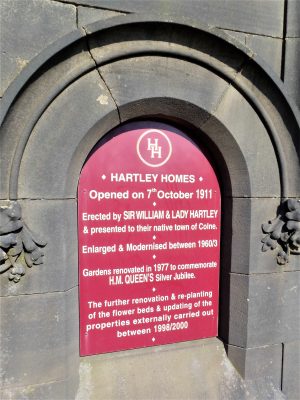 HH
♦ HARTLEY HOMES ♦
Opened on 7th October 1911
Erected by SIR WILLIAM & LADY HARTLEY
& presented to their native town of Colne.
Enlarged & Modernised between 1960/3
Gardens renovated in 1977 to commemorate
H.M. QUEEN'S Silver Jubilee.
The further renovation & re-planting
of the flower beds & updating of the
properties externally carried out
between 1998/2000